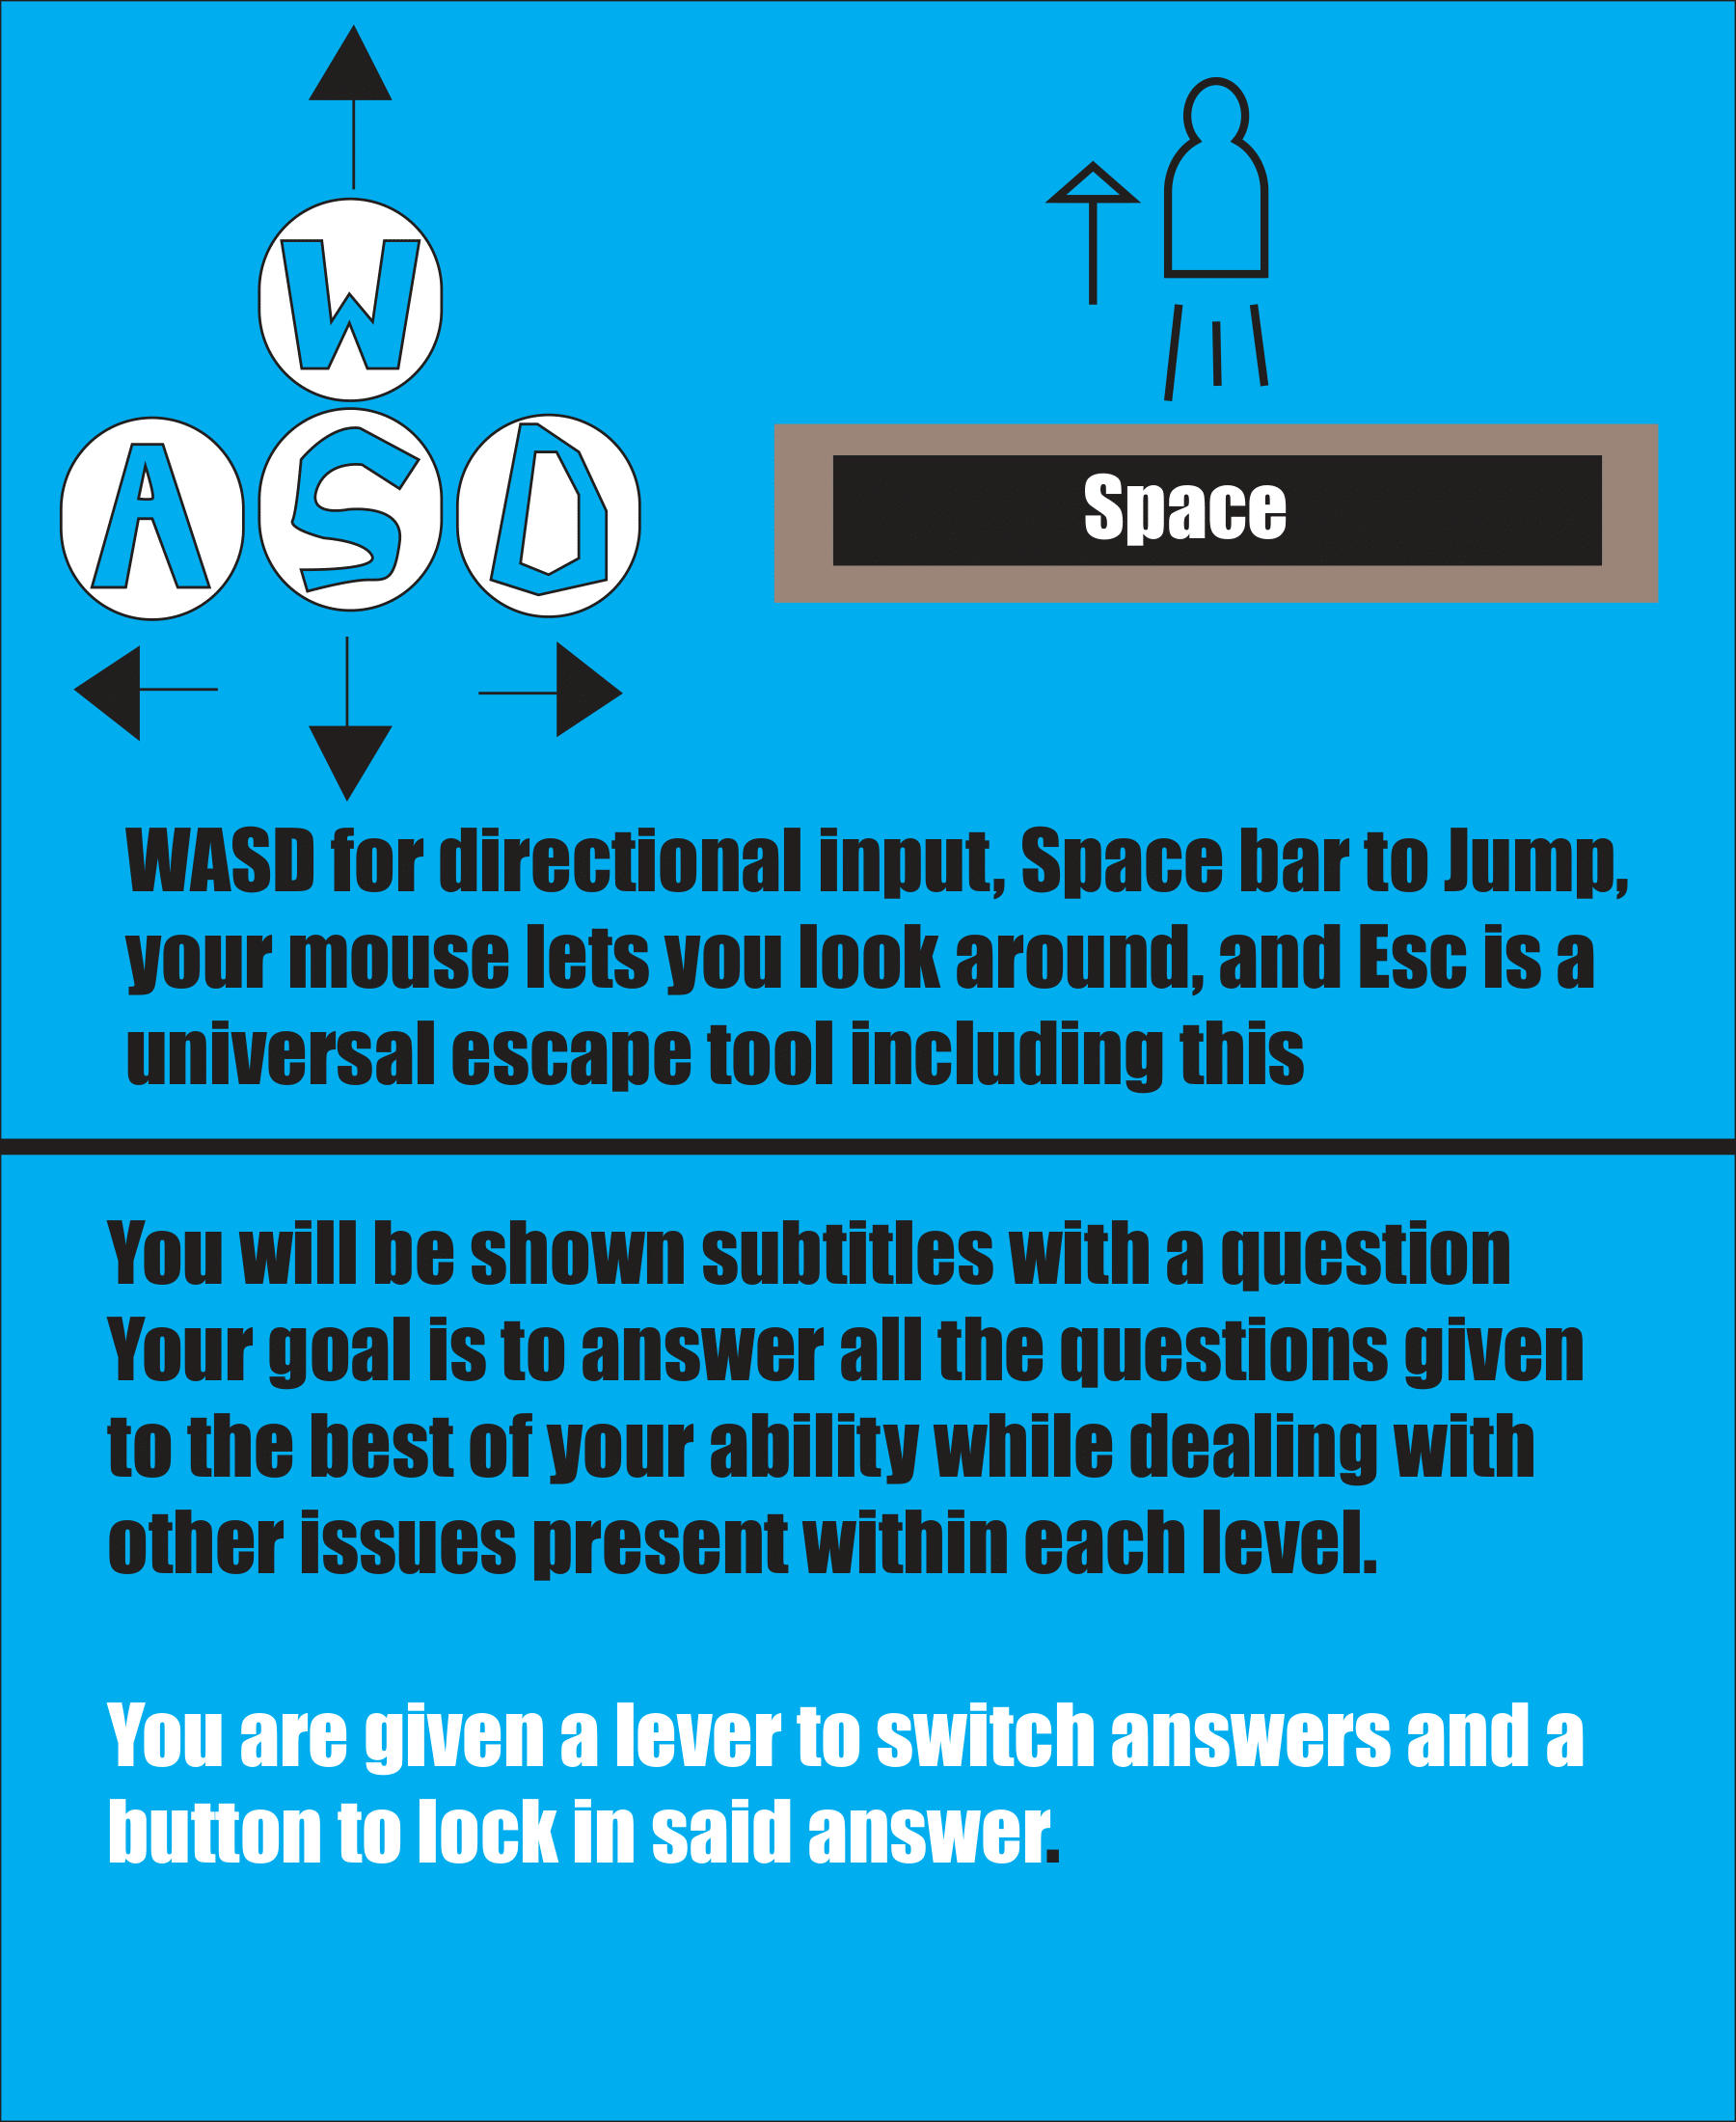 W
A S D
Space
WASD for directional input, Space bar to Jump,
your mouse lets you look around, and Esc is a
universal escape tool including this
You will be shown subtitles with a question
Your goal is to answer all the questions given
to the best of your ability while dealing with
other issues present within each level.
You are given a lever to switch answers and a
button to lock in said answer.